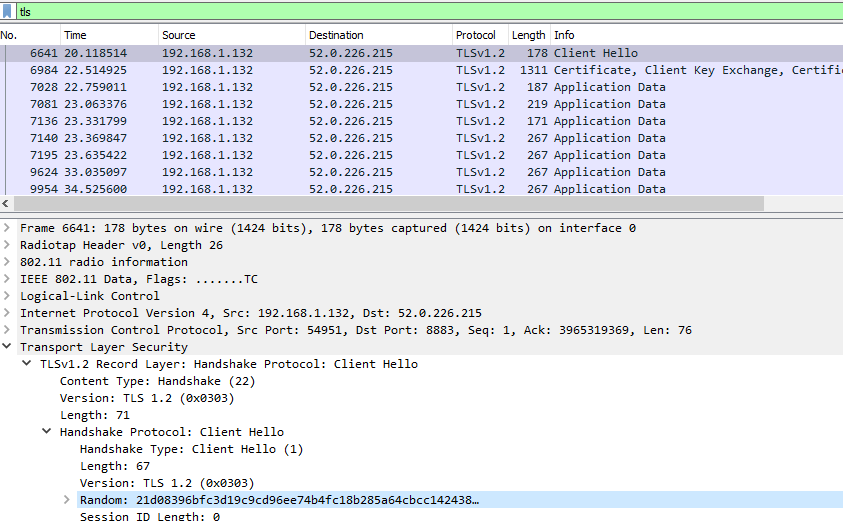 tls
No. Time Source Destination Protocol Length Info
6641 20.118514 192.168.1.132 52.0.226.215 TLSv1.2 178 Client Hello
6984 22.514925 192.168.1.132 52.0.226.215 TLSv1.2 1311 Certificate, Client Key Exchange, Certific
7028 22.759011 192.168.1.132 52.0.226.215 TLSv1.2 187 Application Data
7081 23.063376 192.168.1.132 52.0.226.215 TLSv1.2 219 Application Data
7136 23.331799 192.168.1.132 52.0.226.215 TLSv1.2 171 Application Data
7140 23.369847 192.168.1.132 52.0.226.215 TLSv1.2 267 Application Data
7195 23.635422 192.168.1.132 52.0.226.215 TLSv1.2 267 Application Data
9624 33.035097 192.168.1.132 52.0.226.215 TLSv1.2 267 Application Data
9954 34.525600 192.168.1.132 52.0.226.215 TLSv1.2 267 Application Data
Frame 6641: 178 bytes on wire (1424 bits), 178 bytes captured (1424 bits) on interface 0
Radiotap Header v0, Length 26
802.11 radio information
IEEE 802.11 Data, Flags: .......TC
Logical-Link Control
Internet Protocol Version 4, Src: 192.168.1.132, Dst: 52.0.226.215
Transmission Control Protocol, Src Port: 54951, Dst Port: 8883, Seq: 1, Ack: 3965319369, Len: 76
Transport Layer Security
TLSv1.2 Record Layer: Handshake Protocol: Client Hello
Content Type: Handshake (22)
Version: TLS 1.2 (0x0303)
Length: 71
Handshake Protocol: Client Hello
Handshake Type: Client Hello (1)
Length: 67
Version: TLS 1.2 (0x0303)
Random: 21d08396bfc3d19c9cd96ee74b4fc18b285a64cbcc142438…
Session ID Length: 0